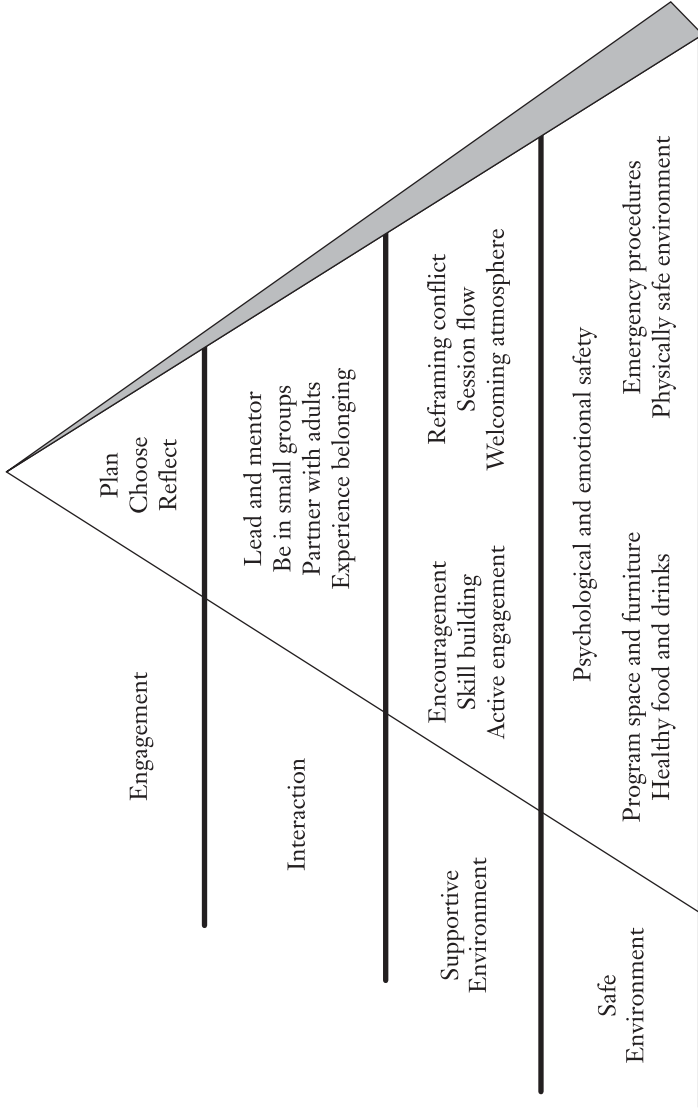 Engagement
Plan
Choose
Reflect
Interaction
Lead and mentor
Be in small groups
Partner with adults
Experience belonging
Supportive
Environment
Encouragement
Skill building
Active engagement
Reframing conflict
Session flow
Welcoming atmosphere
Safe
Environment
Psychological and emotional safety
Program space and furniture
Healthy food and drinks
Emergency procedures
Physically safe environment